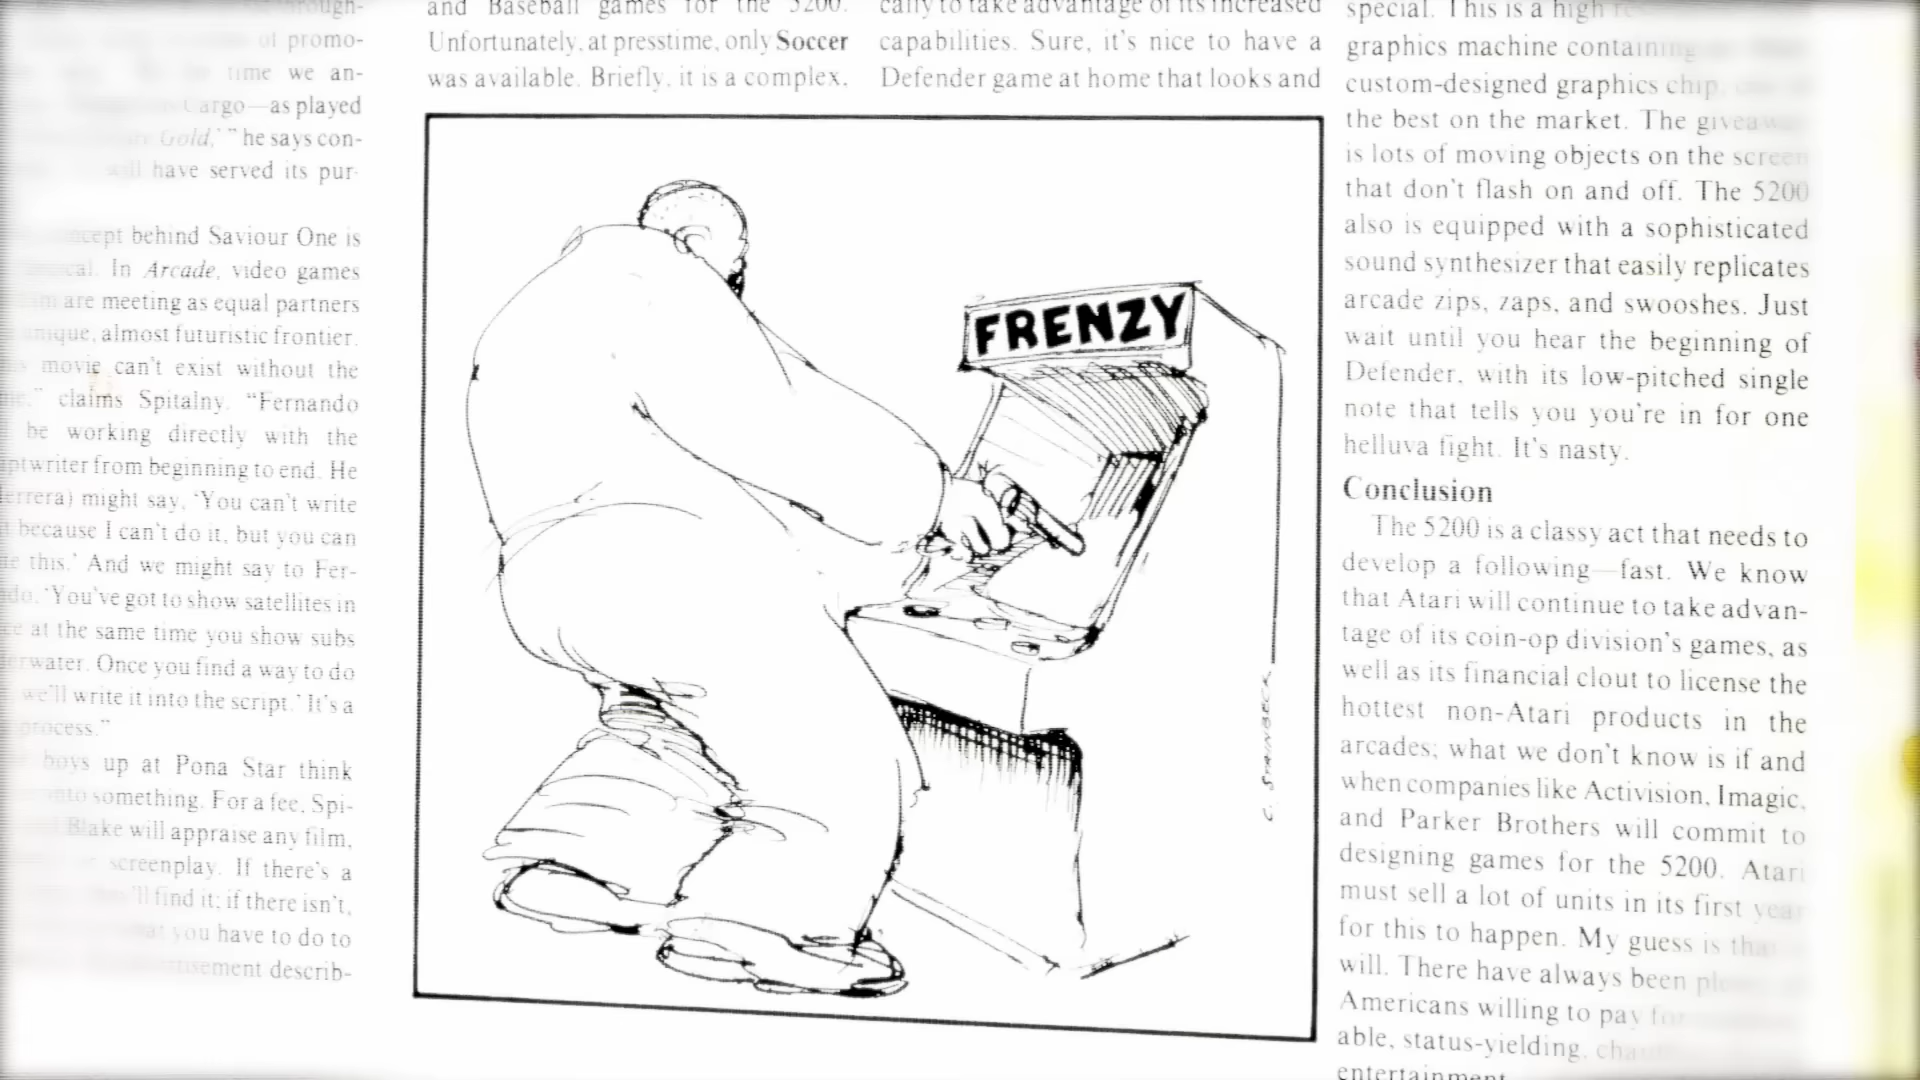 promo-
time we an-
Cargo—as played
Gold,'" he says con-
will have served its pur-
concept behind Saviour One is
In Arcade, video games
are meeting as equal partners
unique, almost futuristic frontier.
movie can't exist without the
claims Spitalny. "Fernando
be working directly with the
from beginning to end. He
might say, 'You can't write
because I can't do it, but you can
this.' And we might say to Fer-
'You've got to show satellites in
at the same time you show subs
Once you find a way to do
we'll write it into the script.' It's a
process."
boys up at Pona Star think
into something. For a fee, Spi-
Blake will appraise any film,
screenplay. If there's a
find it; if there isn't,
you have to do to
describ-
and Baseball games for the 5200.
Unfortunately, at presstime, only Soccer
was available. Briefly, it is a complex,
cally to take advantage of its increased
capabilities. Sure, it's nice to have a
Defender game at home that looks and
FRENZY
special. This is a high
graphics machine containing
custom-designed graphics chip,
the best on the market. The giveaway
is lots of moving objects on the screen
that don't flash on and off. The 5200
also is equipped with a sophisticated
sound synthesizer that easily replicates
arcade zips, zaps, and swooshes. Just
wait until you hear the beginning of
Defender, with its low-pitched single
note that tells you you're in for one
helluva fight. It's nasty.
Conclusion
The 5200 is a classy act that needs to
develop a following—fast. We know
that Atari will continue to take advan-
tage of its coin-op division's games, as
well as its financial clout to license the
hottest non-Atari products in the
arcades; what we don't know is if and
when companies like Activision, Imagic,
and Parker Brothers will commit to
designing games for the 5200. Atari
must sell a lot of units in its first year
for this to happen. My guess is that
will. There have always been
Americans willing to pay for
able, status-yielding,
entertainment